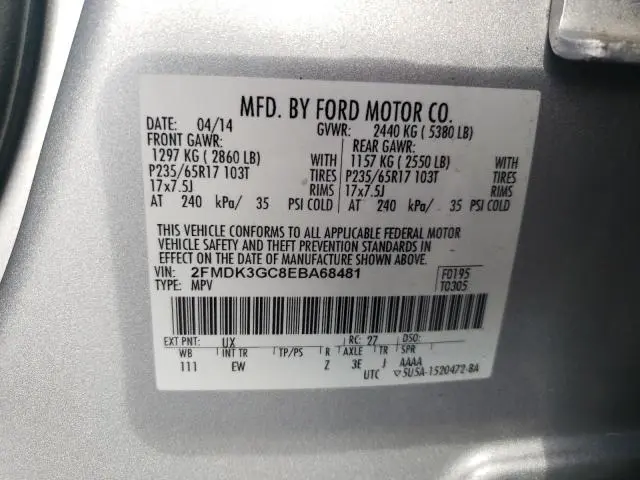 MFD. BY FORD MOTOR CO.
DATE: 04/14 GVWR: 2440 KG ( 5380 LB)
FRONT GAWR: REAR GAWR:
1297 KG ( 2860 LB) WITH 1157 KG ( 2550 LB) WITH
P235/65R17 103T TIRES P235/65R17 103T TIRES
17x7.5J RIMS 17x7.5J RIMS
AT 240 kPa/ 35 PSI COLD AT 240 kPa/ 35 PSI COLD
THIS VEHICLE CONFORMS TO ALL APPLICABLE FEDERAL MOTOR
VEHICLE SAFETY AND THEFT PREVENTION STANDARDS IN
EFFECT ON THE DATE OF MANUFACTURE SHOWN ABOVE.
VIN: 2FMDK3GC8EBA68481 F0195
TYPE: MPV T0305
EXT PNT: UX RC: 27 DSO:
WB INT TR TP/PS R AXLE TR SPR
111 EW Z 3E J AAAA
UTC ▽5U5A-1520472-BA